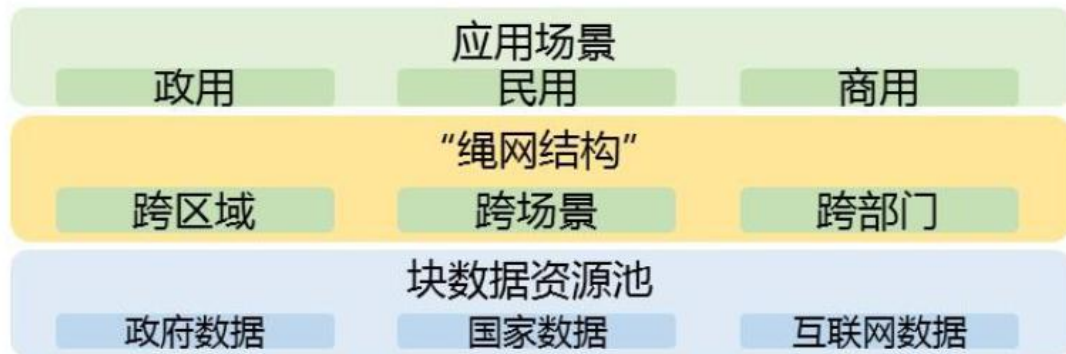 应用场景
政用 民用 商用
“绳网结构”
跨区域 跨场景 跨部门
块数据资源池
政府数据 国家数据 互联网数据